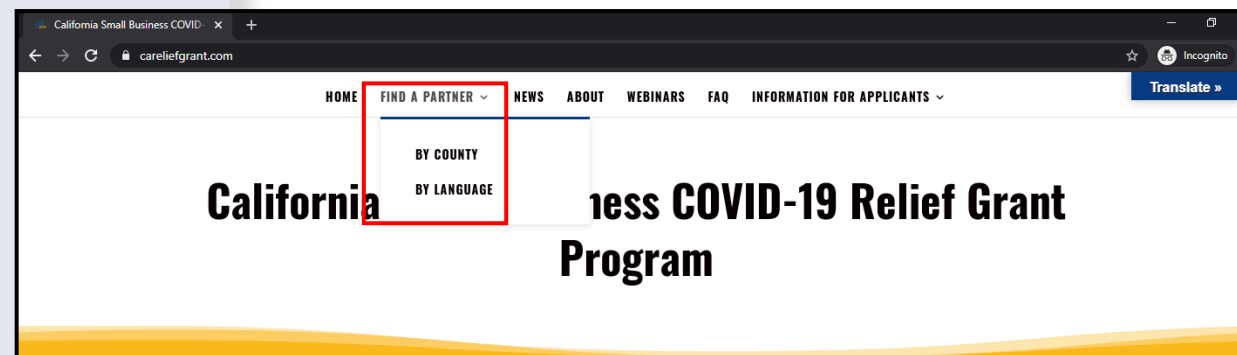 California Small Business COVID-
careliefgrant.com
Incognito
HOME FIND A PARTNER NEWS ABOUT WEBINARS FAQ INFORMATION FOR APPLICANTS
Translate »
BY COUNTY
BY LANGUAGE
California ness COVID-19 Relief Grant
Program